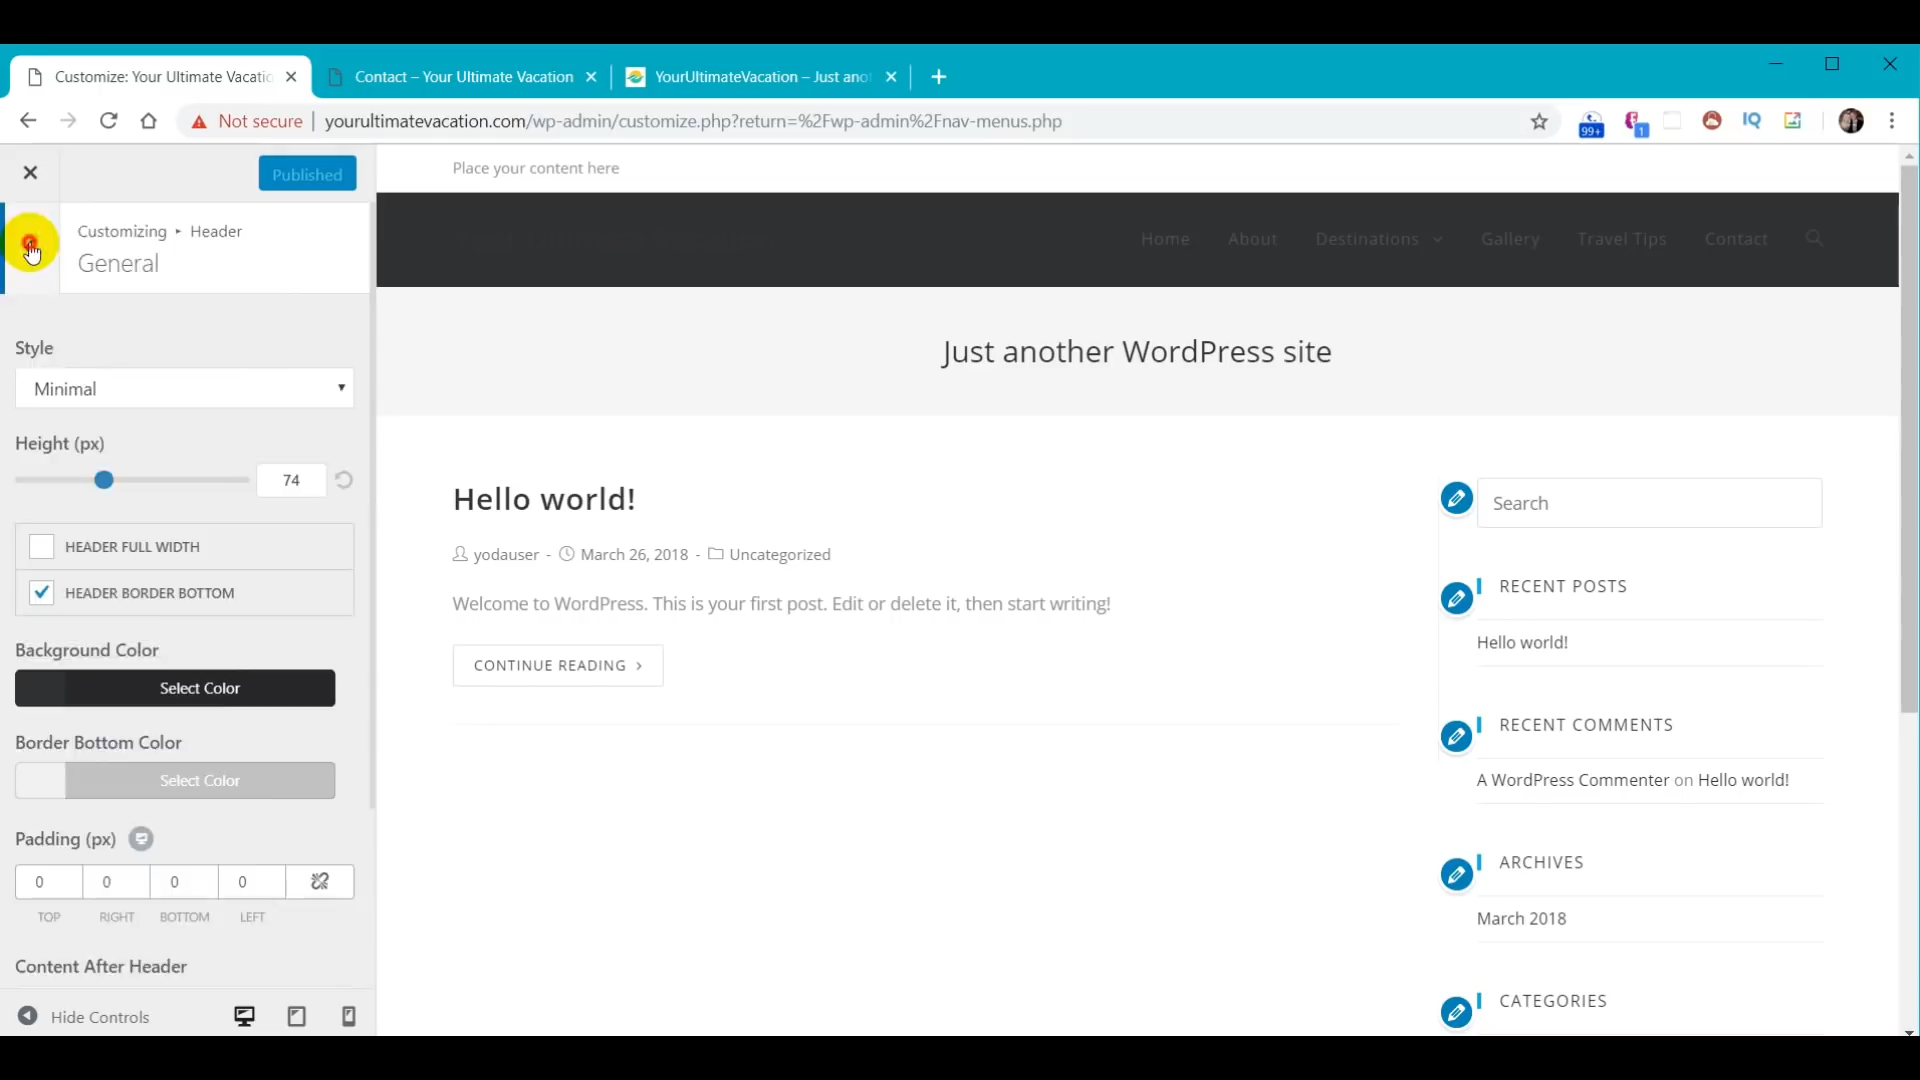 Customize: Your Ultimate Vacatio
Contact – Your Ultimate Vacation
YourUltimateVacation – Just ano
Not secure
yourultimatevacation.com/wp-admin/customize.php?return=%2Fwp-admin%2Fnav-menus.php
99+
1
IQ
Published
Place your content here
Customizing ▸ Header
General
Home
About
Destinations
Gallery
Travel Tips
Contact
Just another WordPress site
Style
Minimal
Height (px)
74
HEADER FULL WIDTH
HEADER BORDER BOTTOM
Background Color
Select Color
Border Bottom Color
Select Color
Padding (px)
0 0 0 0
TOP RIGHT BOTTOM LEFT
Content After Header
Hide Controls
Hello world!
yodauser - March 26, 2018 - Uncategorized
Welcome to WordPress. This is your first post. Edit or delete it, then start writing!
CONTINUE READING >
Search
RECENT POSTS
Hello world!
RECENT COMMENTS
A WordPress Commenter on Hello world!
ARCHIVES
March 2018
CATEGORIES